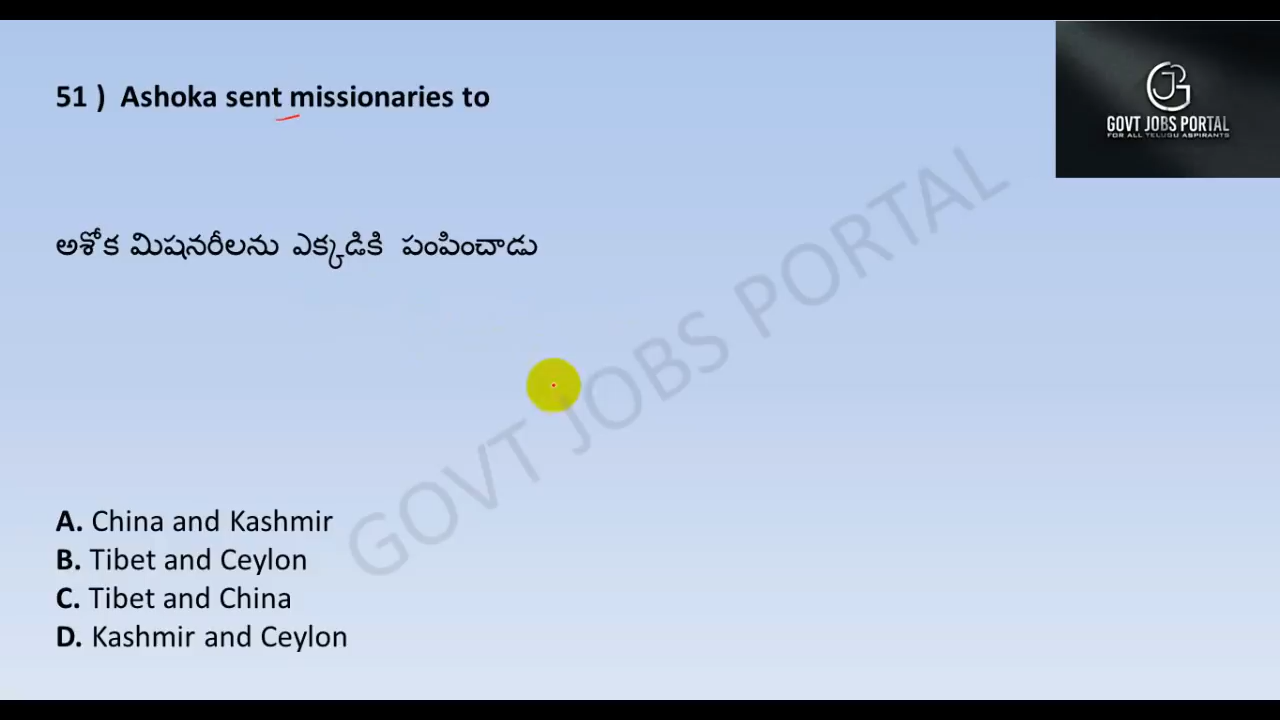 51 ) Ashoka sent missionaries to
GOVT JOBS PORTAL
FOR ALL TELUGU ASPIRANTS
అశోక మిషనరీలను ఎక్కడికి పంపించాడు
GOVT JOBS PORTAL
A. China and Kashmir
B. Tibet and Ceylon
C. Tibet and China
D. Kashmir and Ceylon